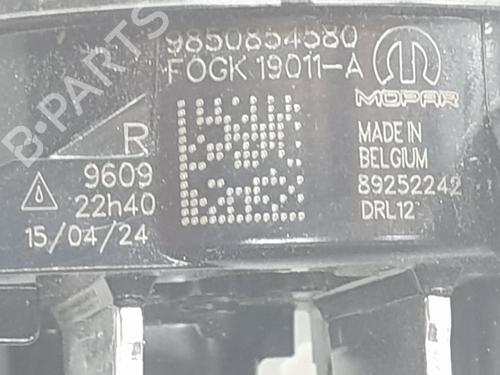 9850854580
FOGK 19011-A
MOPAR
R
MADE IN
BELGIUM
9609
22h40
15/04/24
89252242
DRL12
B-PARTS